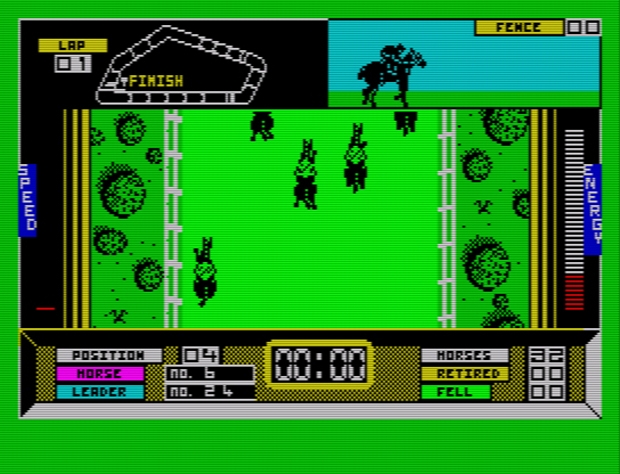 FENCE 00
LAP
01
FINISH
SPEED
ENERGY
POSITION 04
HORSE no. 6
LEADER no. 24
00:00
HORSES 32
RETIRED 00
FELL 00